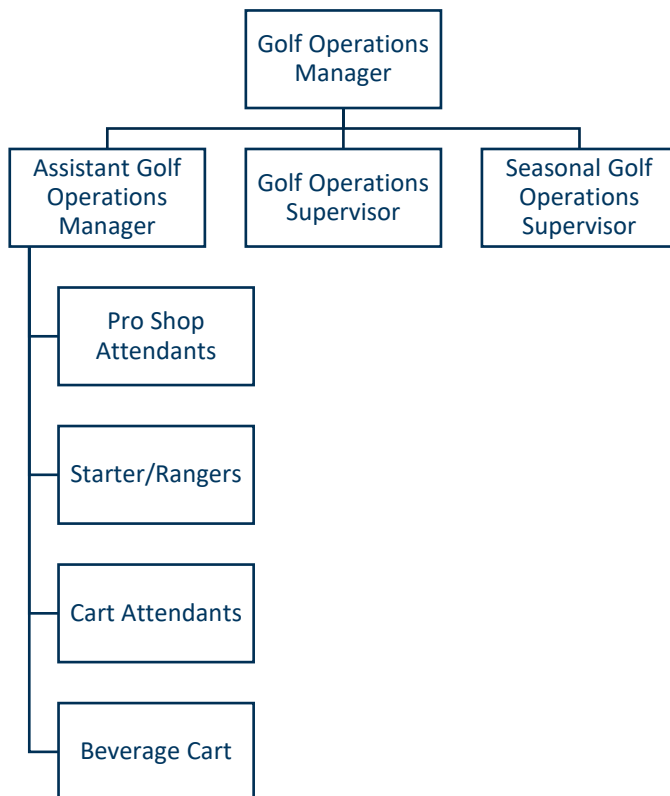 Golf Operations
Manager
Assistant Golf
Operations
Manager
Golf Operations
Supervisor
Seasonal Golf
Operations
Supervisor
Pro Shop
Attendants
Starter/Rangers
Cart Attendants
Beverage Cart